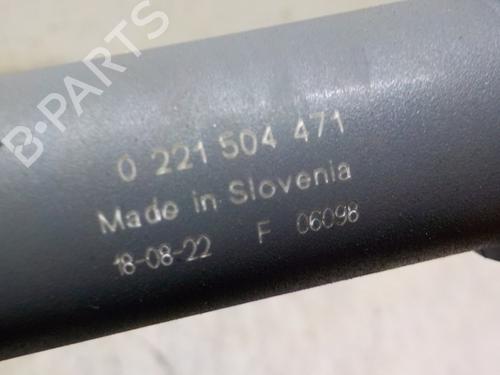 B-PARTS
0 221 504 471
Made in Slovenia
18-08-22 F 06098